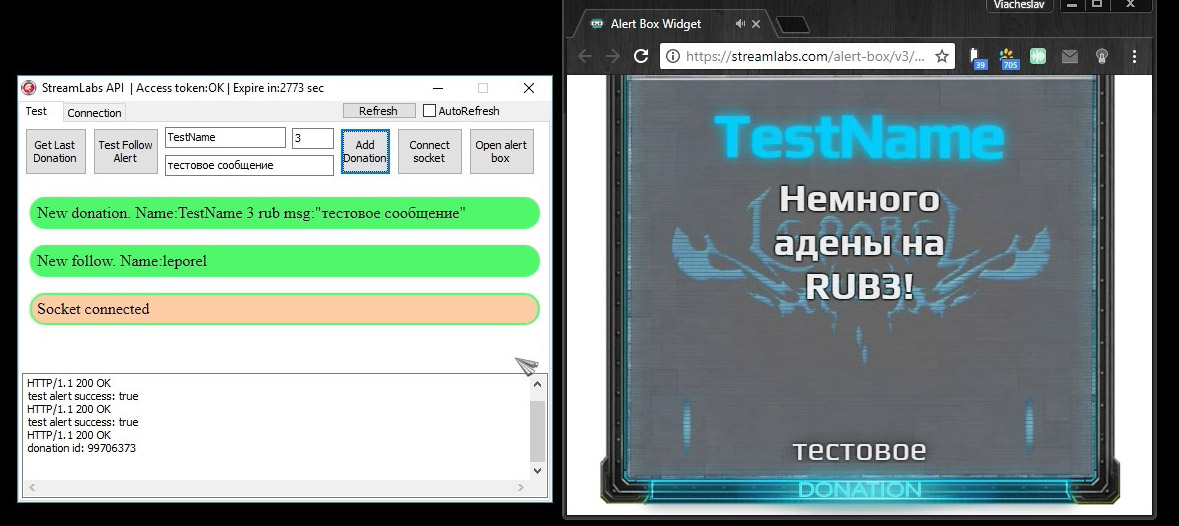 StreamLabs API | Access token:OK | Expire in:2773 sec
Test
Connection
Refresh
AutoRefresh
Get Last
Donation
Test Follow
Alert
TestName
3
тестовое сообщение
Add
Donation
Connect
socket
Open alert
box
New donation. Name:TestName 3 rub msg:"тестовое сообщение"
New follow. Name:leporel
Socket connected
HTTP/1.1 200 OK
test alert success: true
HTTP/1.1 200 OK
test alert success: true
HTTP/1.1 200 OK
donation id: 99706373
Viacheslav
Alert Box Widget
https://streamlabs.com/alert-box/v3/...
39
705
TestName
Немного
адены на
RUB3!
тестовое
DONATION